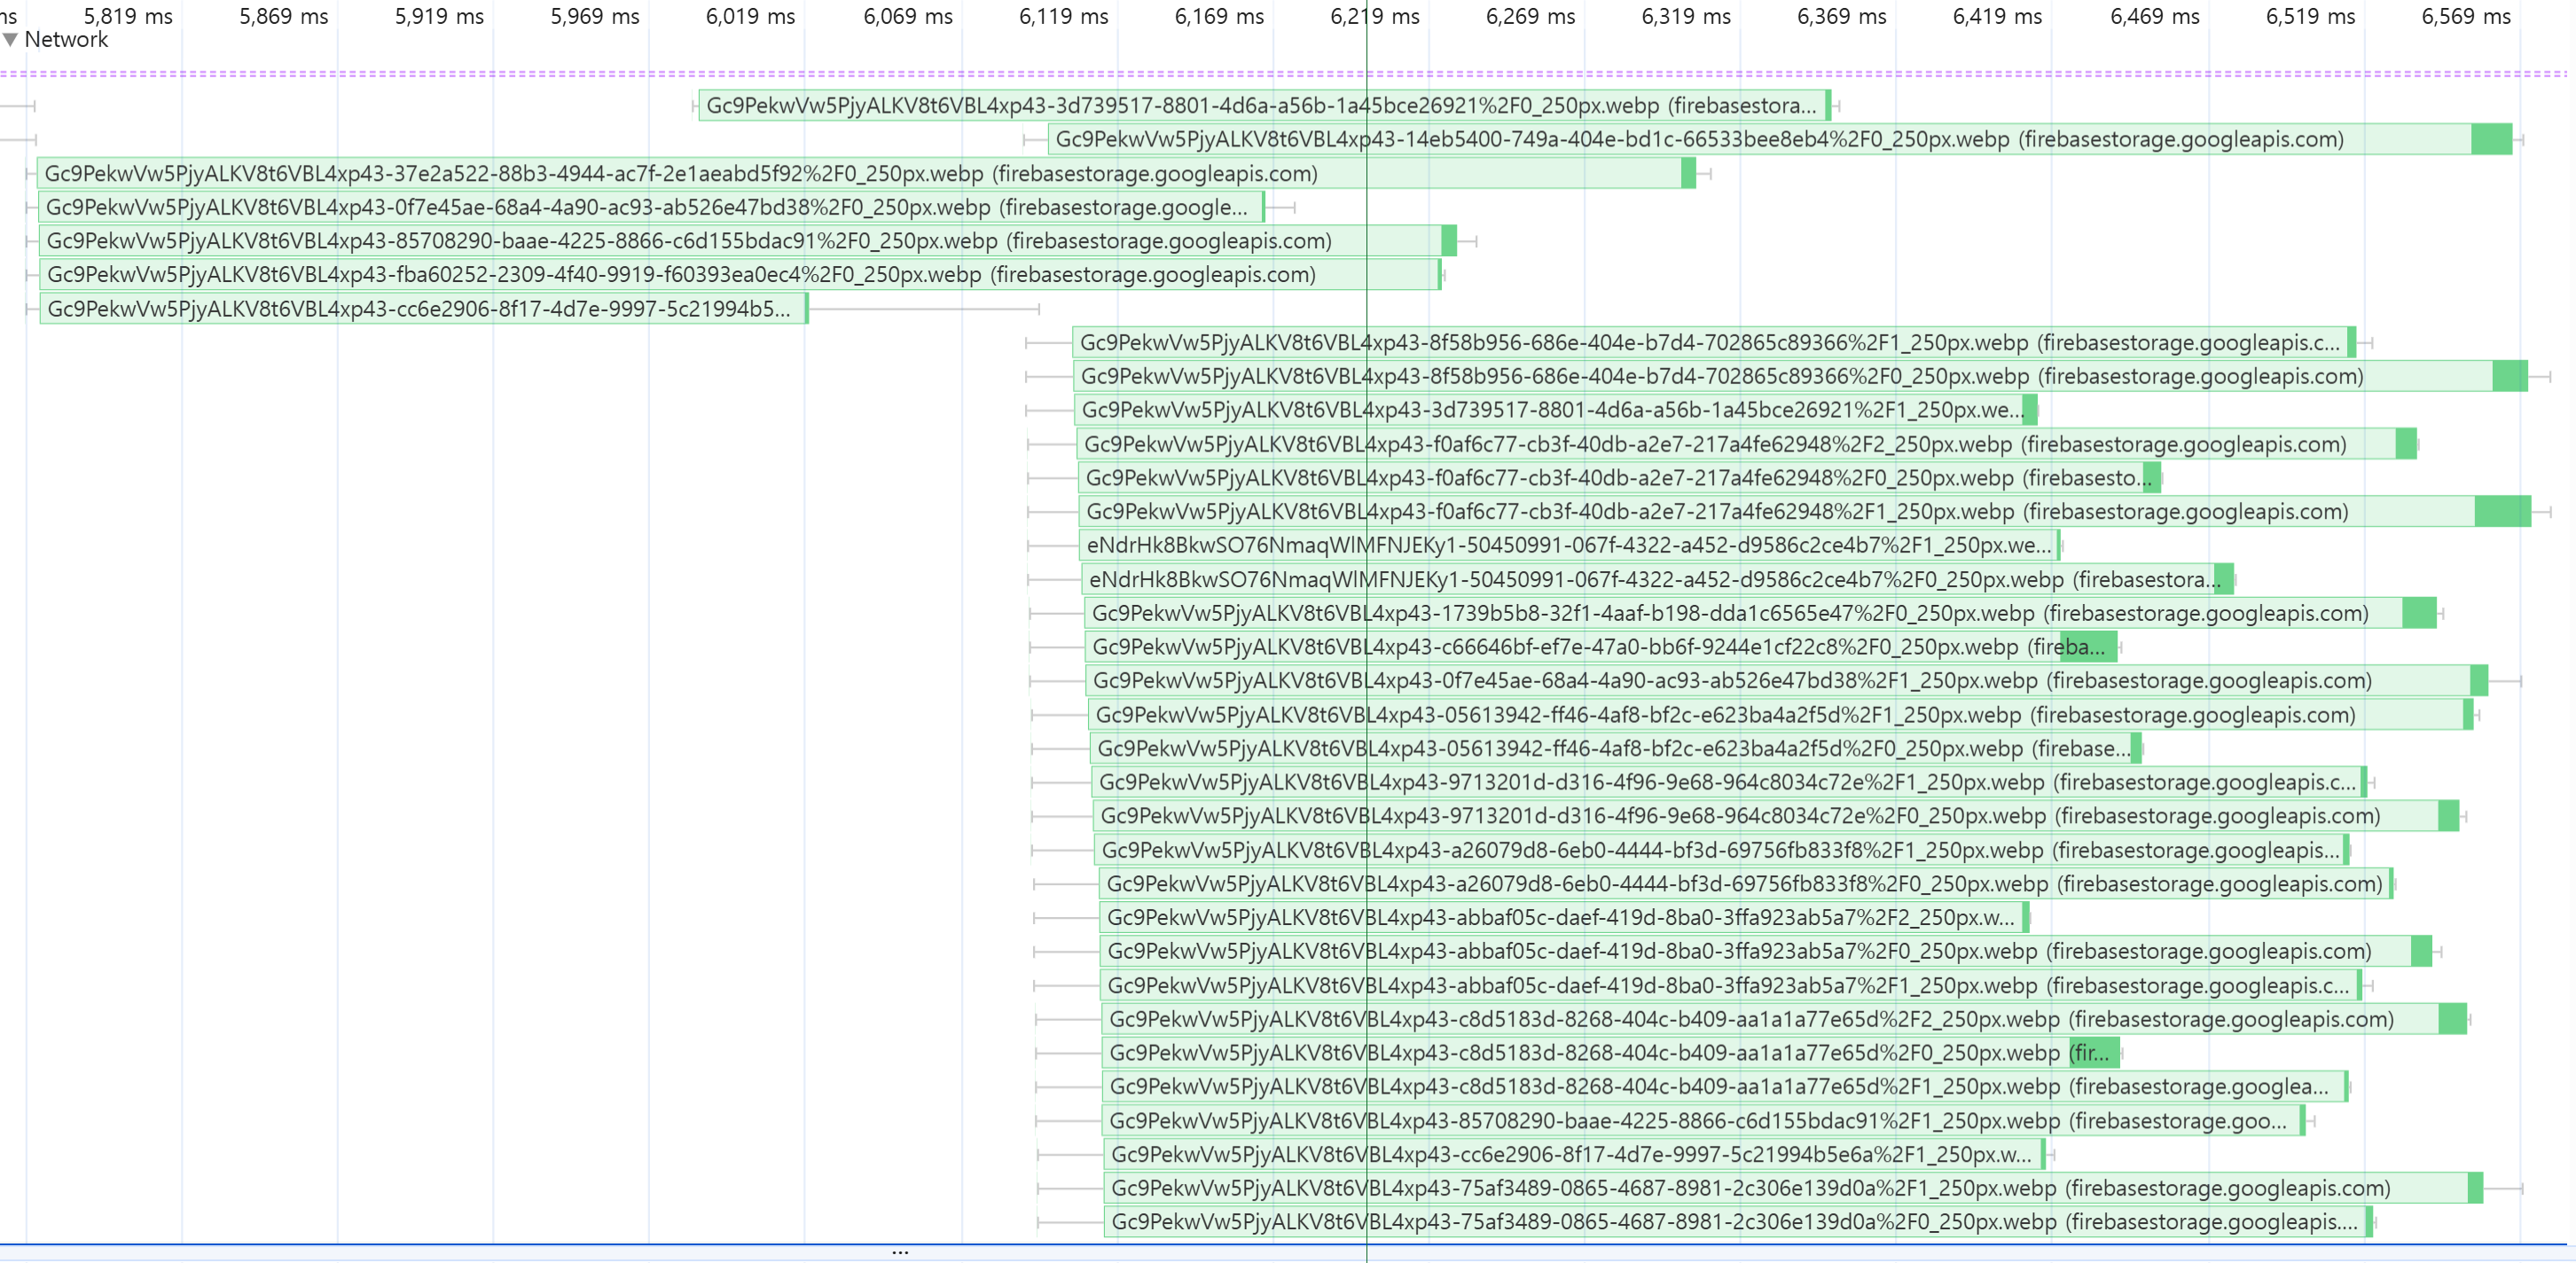 ms 5,819 ms 5,869 ms 5,919 ms 5,969 ms 6,019 ms 6,069 ms 6,119 ms 6,169 ms 6,219 ms 6,269 ms 6,319 ms 6,369 ms 6,419 ms 6,469 ms 6,519 ms 6,569 ms
Network
Gc9PekwVw5PjyALKV8t6VBL4xp43-3d739517-8801-4d6a-a56b-1a45bce26921%2F0_250px.webp (firebasestora...
Gc9PekwVw5PjyALKV8t6VBL4xp43-14eb5400-749a-404e-bd1c-66533bee8eb4%2F0_250px.webp (firebasestorage.googleapis.com)
Gc9PekwVw5PjyALKV8t6VBL4xp43-37e2a522-88b3-4944-ac7f-2e1aeabd5f92%2F0_250px.webp (firebasestorage.googleapis.com)
Gc9PekwVw5PjyALKV8t6VBL4xp43-0f7e45ae-68a4-4a90-ac93-ab526e47bd38%2F0_250px.webp (firebasestorage.google...
Gc9PekwVw5PjyALKV8t6VBL4xp43-85708290-baae-4225-8866-c6d155bdac91%2F0_250px.webp (firebasestorage.googleapis.com)
Gc9PekwVw5PjyALKV8t6VBL4xp43-fba60252-2309-4f40-9919-f60393ea0ec4%2F0_250px.webp (firebasestorage.googleapis.com)
Gc9PekwVw5PjyALKV8t6VBL4xp43-cc6e2906-8f17-4d7e-9997-5c21994b5...
Gc9PekwVw5PjyALKV8t6VBL4xp43-8f58b956-686e-404e-b7d4-702865c89366%2F1_250px.webp (firebasestorage.googleapis.c...
Gc9PekwVw5PjyALKV8t6VBL4xp43-8f58b956-686e-404e-b7d4-702865c89366%2F0_250px.webp (firebasestorage.googleapis.com)
Gc9PekwVw5PjyALKV8t6VBL4xp43-3d739517-8801-4d6a-a56b-1a45bce26921%2F1_250px.we...
Gc9PekwVw5PjyALKV8t6VBL4xp43-f0af6c77-cb3f-40db-a2e7-217a4fe62948%2F2_250px.webp (firebasestorage.googleapis.com)
Gc9PekwVw5PjyALKV8t6VBL4xp43-f0af6c77-cb3f-40db-a2e7-217a4fe62948%2F0_250px.webp (firebasesto...
Gc9PekwVw5PjyALKV8t6VBL4xp43-f0af6c77-cb3f-40db-a2e7-217a4fe62948%2F1_250px.webp (firebasestorage.googleapis.com)
eNdrHk8BkwSO76NmaqWlMFNJEKy1-50450991-067f-4322-a452-d9586c2ce4b7%2F1_250px.we...
eNdrHk8BkwSO76NmaqWlMFNJEKy1-50450991-067f-4322-a452-d9586c2ce4b7%2F0_250px.webp (firebasestora...
Gc9PekwVw5PjyALKV8t6VBL4xp43-1739b5b8-32f1-4aaf-b198-dda1c6565e47%2F0_250px.webp (firebasestorage.googleapis.com)
Gc9PekwVw5PjyALKV8t6VBL4xp43-c66646bf-ef7e-47a0-bb6f-9244e1cf22c8%2F0_250px.webp (fireba...
Gc9PekwVw5PjyALKV8t6VBL4xp43-0f7e45ae-68a4-4a90-ac93-ab526e47bd38%2F1_250px.webp (firebasestorage.googleapis.com)
Gc9PekwVw5PjyALKV8t6VBL4xp43-05613942-ff46-4af8-bf2c-e623ba4a2f5d%2F1_250px.webp (firebasestorage.googleapis.com)
Gc9PekwVw5PjyALKV8t6VBL4xp43-05613942-ff46-4af8-bf2c-e623ba4a2f5d%2F0_250px.webp (firebase...
Gc9PekwVw5PjyALKV8t6VBL4xp43-9713201d-d316-4f96-9e68-964c8034c72e%2F1_250px.webp (firebasestorage.googleapis.c...
Gc9PekwVw5PjyALKV8t6VBL4xp43-9713201d-d316-4f96-9e68-964c8034c72e%2F0_250px.webp (firebasestorage.googleapis.com)
Gc9PekwVw5PjyALKV8t6VBL4xp43-a26079d8-6eb0-4444-bf3d-69756fb833f8%2F1_250px.webp (firebasestorage.googleapis...
Gc9PekwVw5PjyALKV8t6VBL4xp43-a26079d8-6eb0-4444-bf3d-69756fb833f8%2F0_250px.webp (firebasestorage.googleapis.com)
Gc9PekwVw5PjyALKV8t6VBL4xp43-abbaf05c-daef-419d-8ba0-3ffa923ab5a7%2F2_250px.w...
Gc9PekwVw5PjyALKV8t6VBL4xp43-abbaf05c-daef-419d-8ba0-3ffa923ab5a7%2F0_250px.webp (firebasestorage.googleapis.com)
Gc9PekwVw5PjyALKV8t6VBL4xp43-abbaf05c-daef-419d-8ba0-3ffa923ab5a7%2F1_250px.webp (firebasestorage.googleapis.c...
Gc9PekwVw5PjyALKV8t6VBL4xp43-c8d5183d-8268-404c-b409-aa1a1a77e65d%2F2_250px.webp (firebasestorage.googleapis.com)
Gc9PekwVw5PjyALKV8t6VBL4xp43-c8d5183d-8268-404c-b409-aa1a1a77e65d%2F0_250px.webp (fir...
Gc9PekwVw5PjyALKV8t6VBL4xp43-c8d5183d-8268-404c-b409-aa1a1a77e65d%2F1_250px.webp (firebasestorage.googlea...
Gc9PekwVw5PjyALKV8t6VBL4xp43-85708290-baae-4225-8866-c6d155bdac91%2F1_250px.webp (firebasestorage.goo...
Gc9PekwVw5PjyALKV8t6VBL4xp43-cc6e2906-8f17-4d7e-9997-5c21994b5e6a%2F1_250px.w...
Gc9PekwVw5PjyALKV8t6VBL4xp43-75af3489-0865-4687-8981-2c306e139d0a%2F1_250px.webp (firebasestorage.googleapis.com)
Gc9PekwVw5PjyALKV8t6VBL4xp43-75af3489-0865-4687-8981-2c306e139d0a%2F0_250px.webp (firebasestorage.googleapis....
...